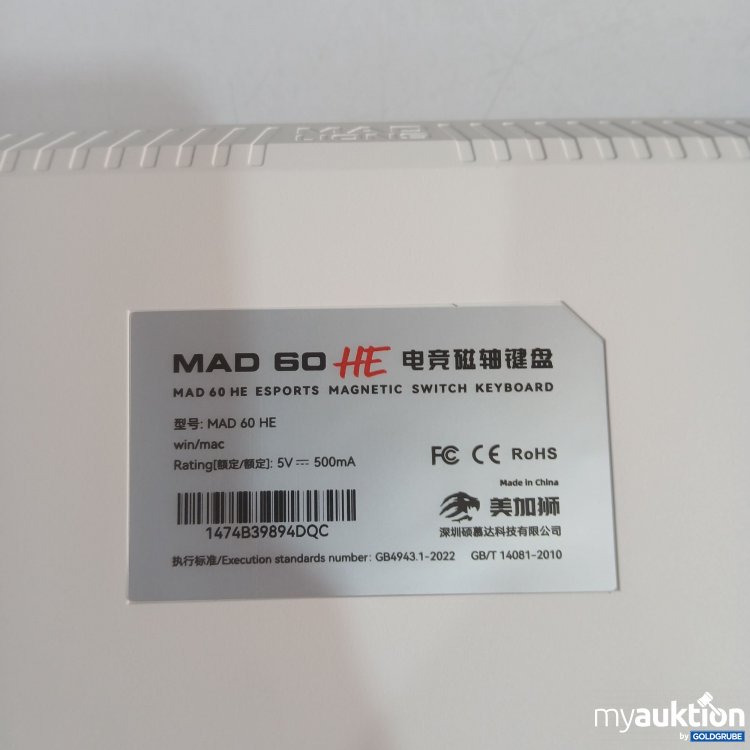 MAD 60 HE 电竞磁轴键盘
MAD 60 HE ESPORTS MAGNETIC SWITCH KEYBOARD
型号: MAD 60 HE
win/mac
Rating[额定/額定]: 5V⎓500mA
FC CE RoHS
Made in China
1474B39894DQC
美加狮
深圳硕慕达科技有限公司
执行标准/Execution standards number: GB4943.1-2022 GB/T 14081-2010
myauktion
by GOLDGRUBE